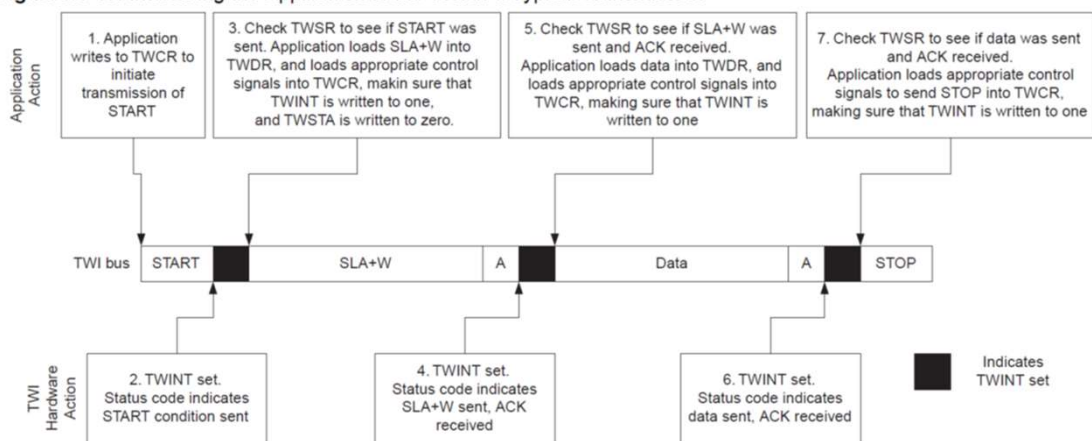 1. Application
writes to TWCR to
initiate
transmission of
START
3. Check TWSR to see if START was
sent. Application loads SLA+W into
TWDR, and loads appropriate control
signals into TWCR, makin sure that
TWINT is written to one,
and TWSTA is written to zero.
5. Check TWSR to see if SLA+W was
sent and ACK received.
Application loads data into TWDR, and
loads appropriate control signals into
TWCR, making sure that TWINT is
written to one
7. Check TWSR to see if data was sent
and ACK received.
Application loads appropriate control
signals to send STOP into TWCR,
making sure that TWINT is written to one
Application
Action
TWI bus
START
SLA+W
A
Data
A
STOP
TWI
Hardware
Action
2. TWINT set.
Status code indicates
START condition sent
4. TWINT set.
Status code indicates
SLA+W sent, ACK
received
6. TWINT set.
Status code indicates
data sent, ACK received
Indicates
TWINT set